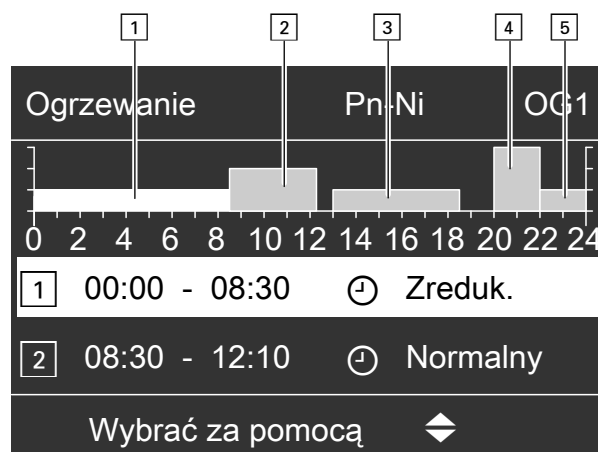 1 2 3 4 5
Ogrzewanie Pn-Ni OG1
0 2 4 6 8 10 12 14 16 18 20 22 24
1 00:00 - 08:30 Zreduk.
2 08:30 - 12:10 Normalny
Wybrać za pomocą